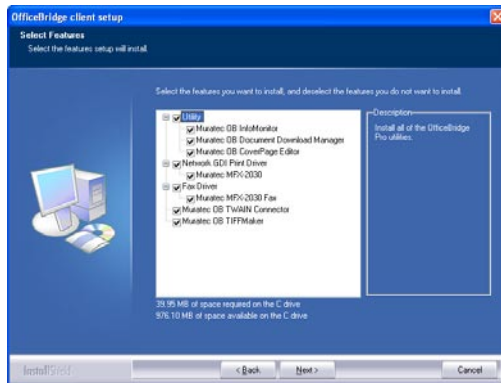 OfficeBridge client setup
Select Features
Select the features setup will install.
Select the features you want to install, and deselect the features you do not want to install.
Utility
Muratec OB InfoMonitor
Muratec OB Document Download Manager
Muratec OB CoverPage Editor
Network GDI Print Driver
Muratec MFX-2030
Fax Driver
Muratec MFX-2030 Fax
Muratec OB TWAIN Connector
Muratec OB TIFFMaker
Description
Install all of the OfficeBridge
Pro utilities.
39.95 MB of space required on the C drive
976.10 MB of space available on the C drive
InstallShield
< Back
Next >
Cancel